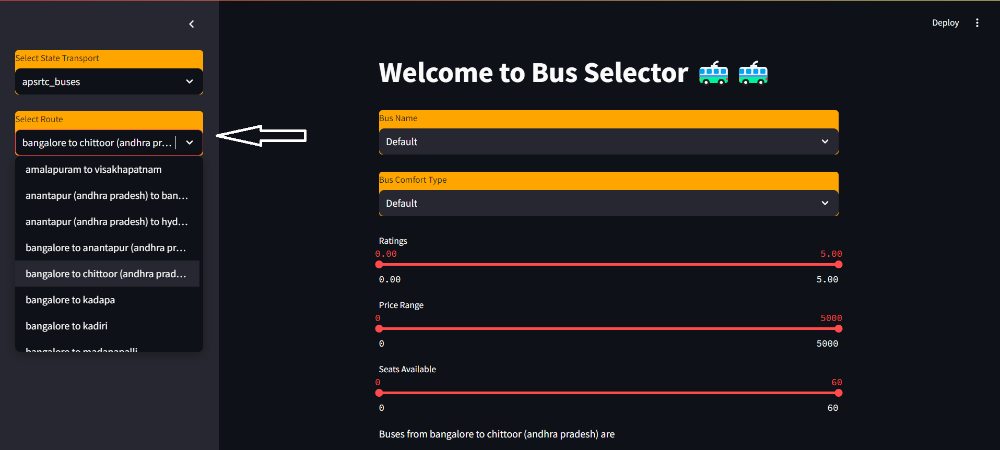 Deploy
Select State Transport
apsrtc_buses
Select Route
bangalore to chittoor (andhra pr...
amalapuram to visakhapatnam
anantapur (andhra pradesh) to ban...
anantapur (andhra pradesh) to hyd...
bangalore to anantapur (andhra pr...
bangalore to chittoor (andhra prad...
bangalore to kadapa
bangalore to kadiri
bangalore to madanapalli
Welcome to Bus Selector
Bus Name
Default
Bus Comfort Type
Default
Ratings
0.00 5.00
0.00 5.00
Price Range
0 5000
0 5000
Seats Available
0 60
0 60
Buses from bangalore to chittoor (andhra pradesh) are